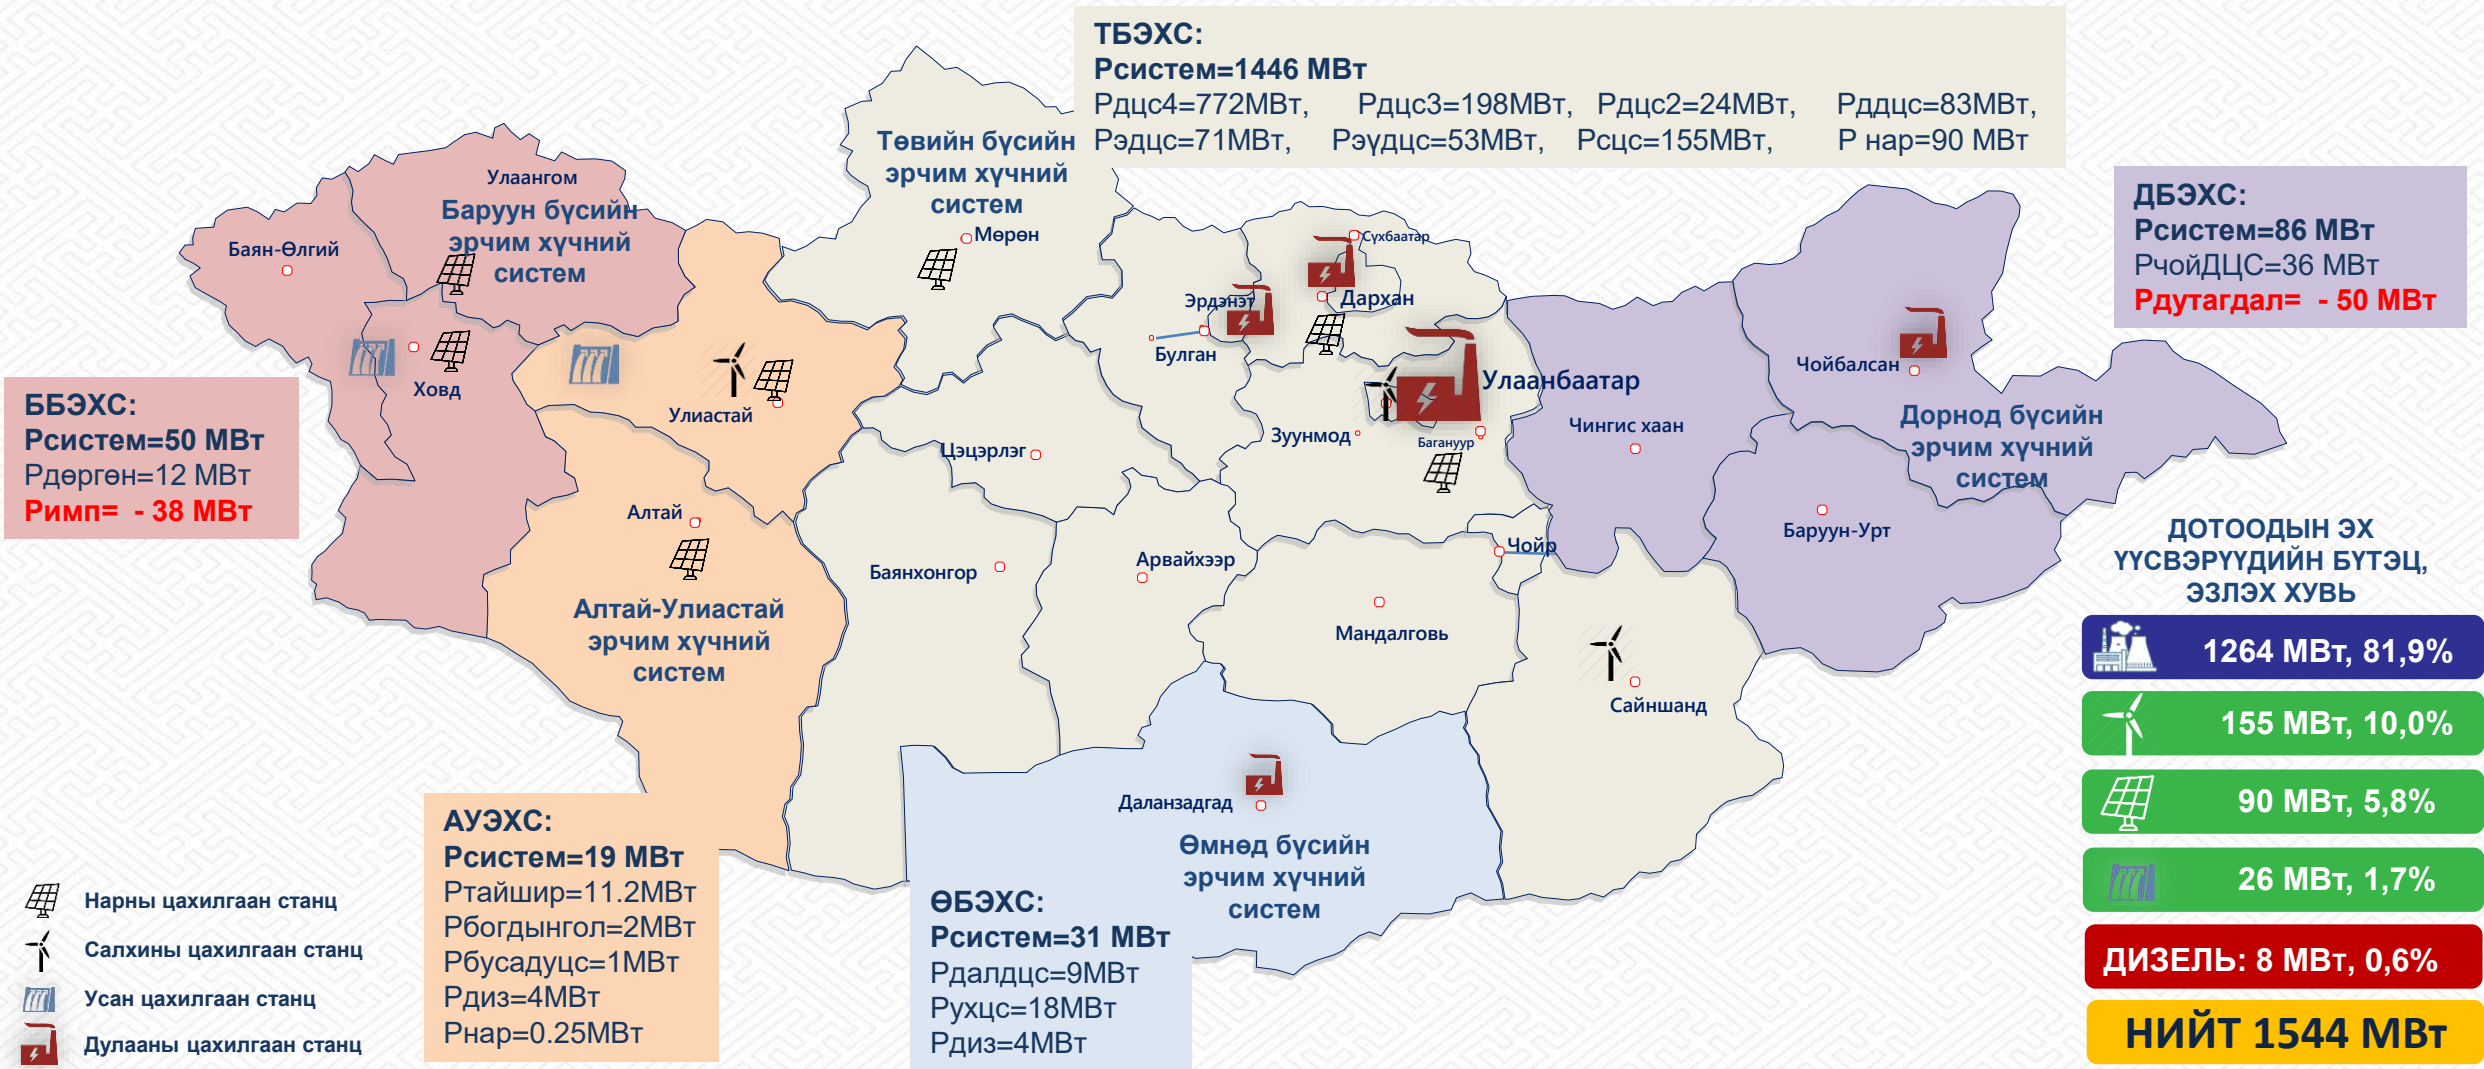 ТБЭХС:
Рсистем=1446 МВт
Рдцс4=772МВт, Рдцс3=198МВт, Рдцс2=24МВт, Рддцс=83МВт,
Рэдцс=71МВт, Рэүдцс=53МВт, Рсцс=155МВт, Р нар=90 МВт
Төвийн бүсийн
эрчим хүчний
систем
Мөрөн
Улаангом
Баруун бүсийн
эрчим хүчний
систем
Баян-Өлгий
Ховд
ДБЭХС:
Рсистем=86 МВт
РчойДЦС=36 МВт
Рдутагдал= - 50 МВт
Сүхбаатар
Дархан
Эрдэнэт
Булган
Улаанбаатар
Зуунмод
Багануур
Чингис хаан
Чойбалсан
Дорнод бүсийн
эрчим хүчний
систем
Баруун-Урт
ББЭХС:
Рсистем=50 МВт
Рдөргөн=12 МВт
Римп= - 38 МВт
Улиастай
Цэцэрлэг
Алтай
Баянхонгор
Арвайхээр
Чойр
Мандалговь
Сайншанд
Алтай-Улиастай
эрчим хүчний
систем
Даланзадгад
Өмнөд бүсийн
эрчим хүчний
систем
АУЭХС:
Рсистем=19 МВт
Ртайшир=11.2МВт
Рбогдынгол=2МВт
Рбусадуцс=1МВт
Рдиз=4МВт
Рнар=0.25МВт
ӨБЭХС:
Рсистем=31 МВт
Рдалдцс=9МВт
Рухцс=18МВт
Рдиз=4МВт
Нарны цахилгаан станц
Салхины цахилгаан станц
Усан цахилгаан станц
Дулааны цахилгаан станц
ДОТООДЫН ЭХ
ҮҮСВЭРҮҮДИЙН БҮТЭЦ,
ЭЗЛЭХ ХУВЬ
1264 МВт, 81,9%
155 МВт, 10,0%
90 МВт, 5,8%
26 МВт, 1,7%
ДИЗЕЛЬ: 8 МВт, 0,6%
НИЙТ 1544 МВт